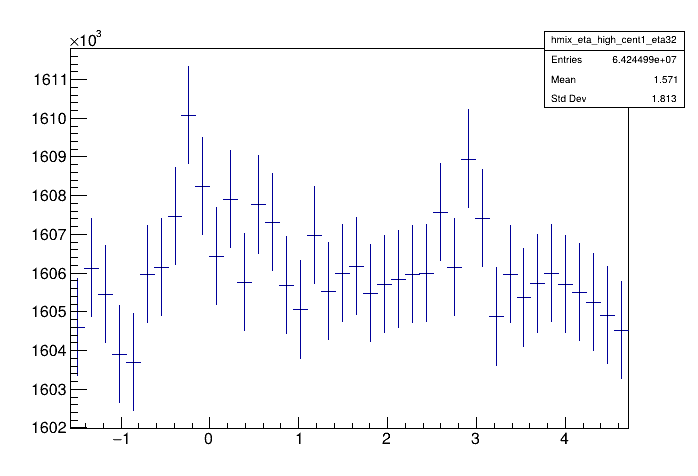 ×10³
hmix_eta_high_cent1_eta32
Entries 6.424499e+07
Mean 1.571
Std Dev 1.813
1611
1610
1609
1608
1607
1606
1605
1604
1603
1602
−1 0 1 2 3 4